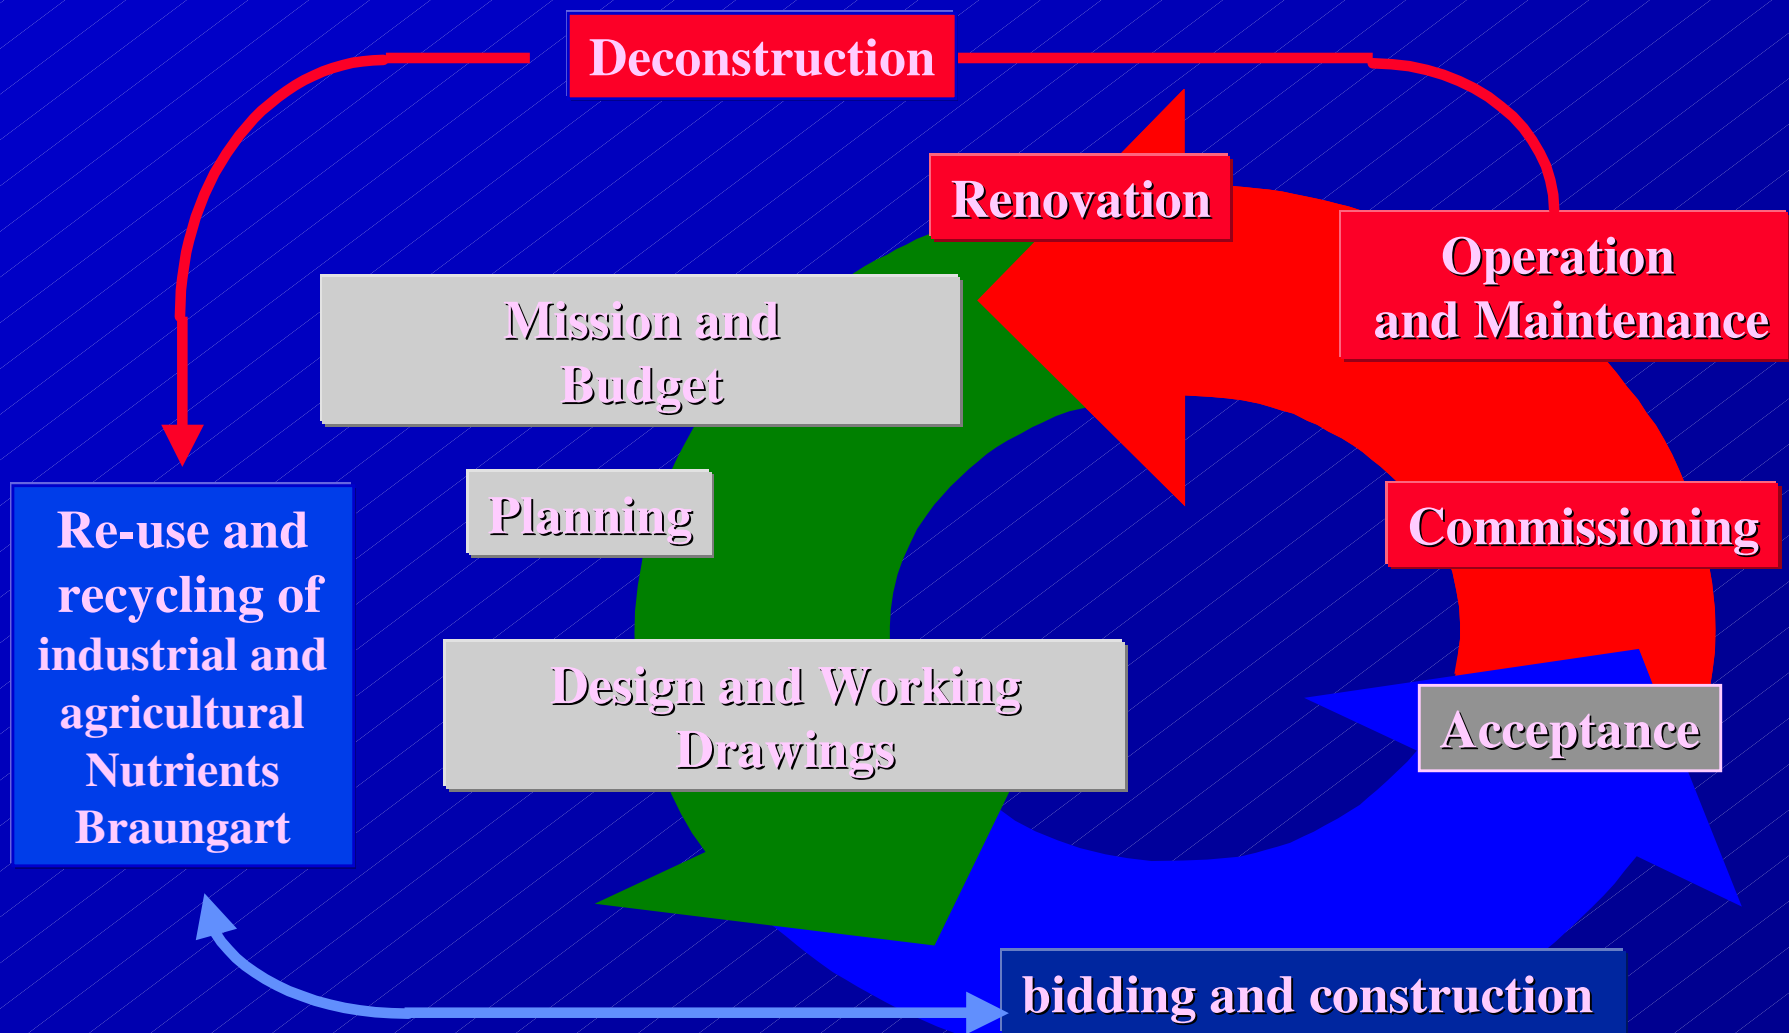 Deconstruction
Renovation
Operation
and Maintenance
Mission and
Budget
Planning
Commissioning
Re-use and
recycling of
industrial and
agricultural
Nutrients
Braungart
Design and Working
Drawings
Acceptance
bidding and construction